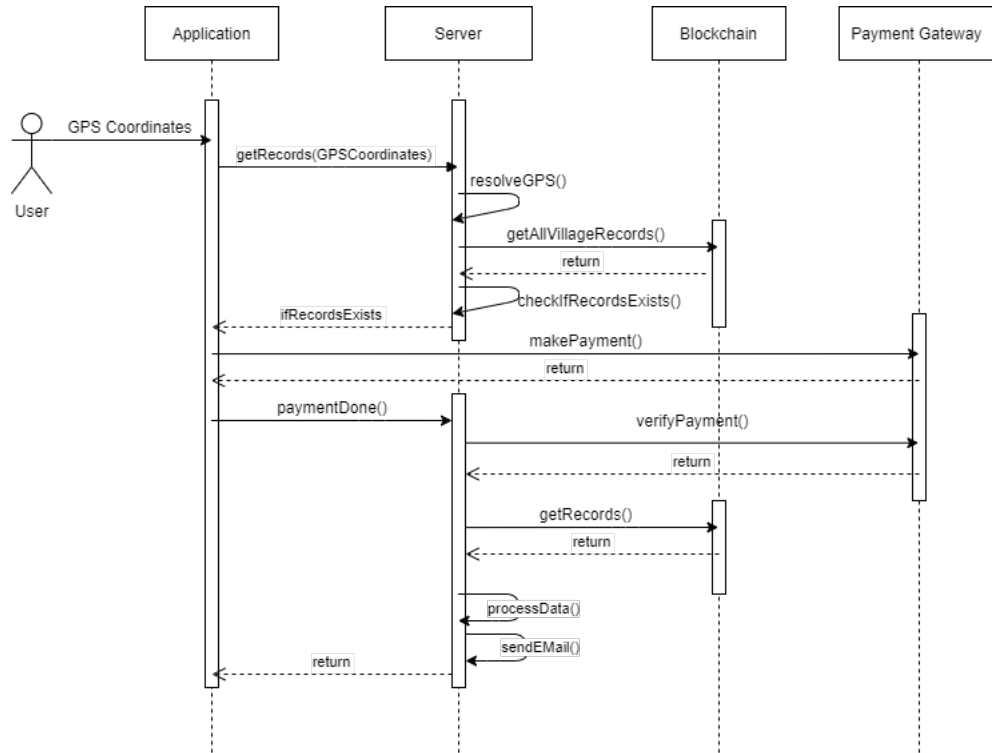 Application
Server
Blockchain
Payment Gateway
GPS Coordinates
User
getRecords(GPSCoordinates)
resolveGPS()
getAllVillageRecords()
return
checkIfRecordsExists()
ifRecordsExists
makePayment()
return
paymentDone()
verifyPayment()
return
getRecords()
return
processData()
sendEMail()
return